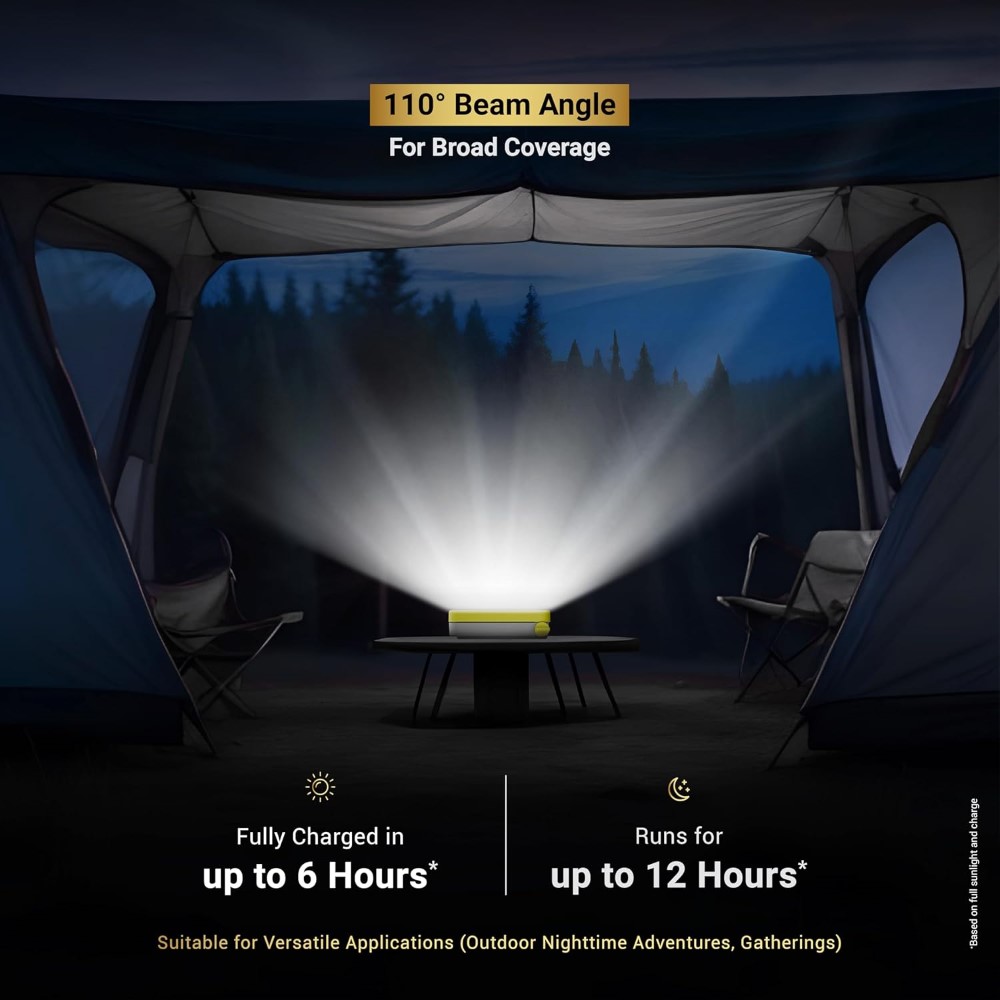 110° Beam Angle
For Broad Coverage
Fully Charged in
up to 6 Hours*
Runs for
up to 12 Hours*
Suitable for Versatile Applications (Outdoor Nighttime Adventures, Gatherings)
*Based on full sunlight and charge